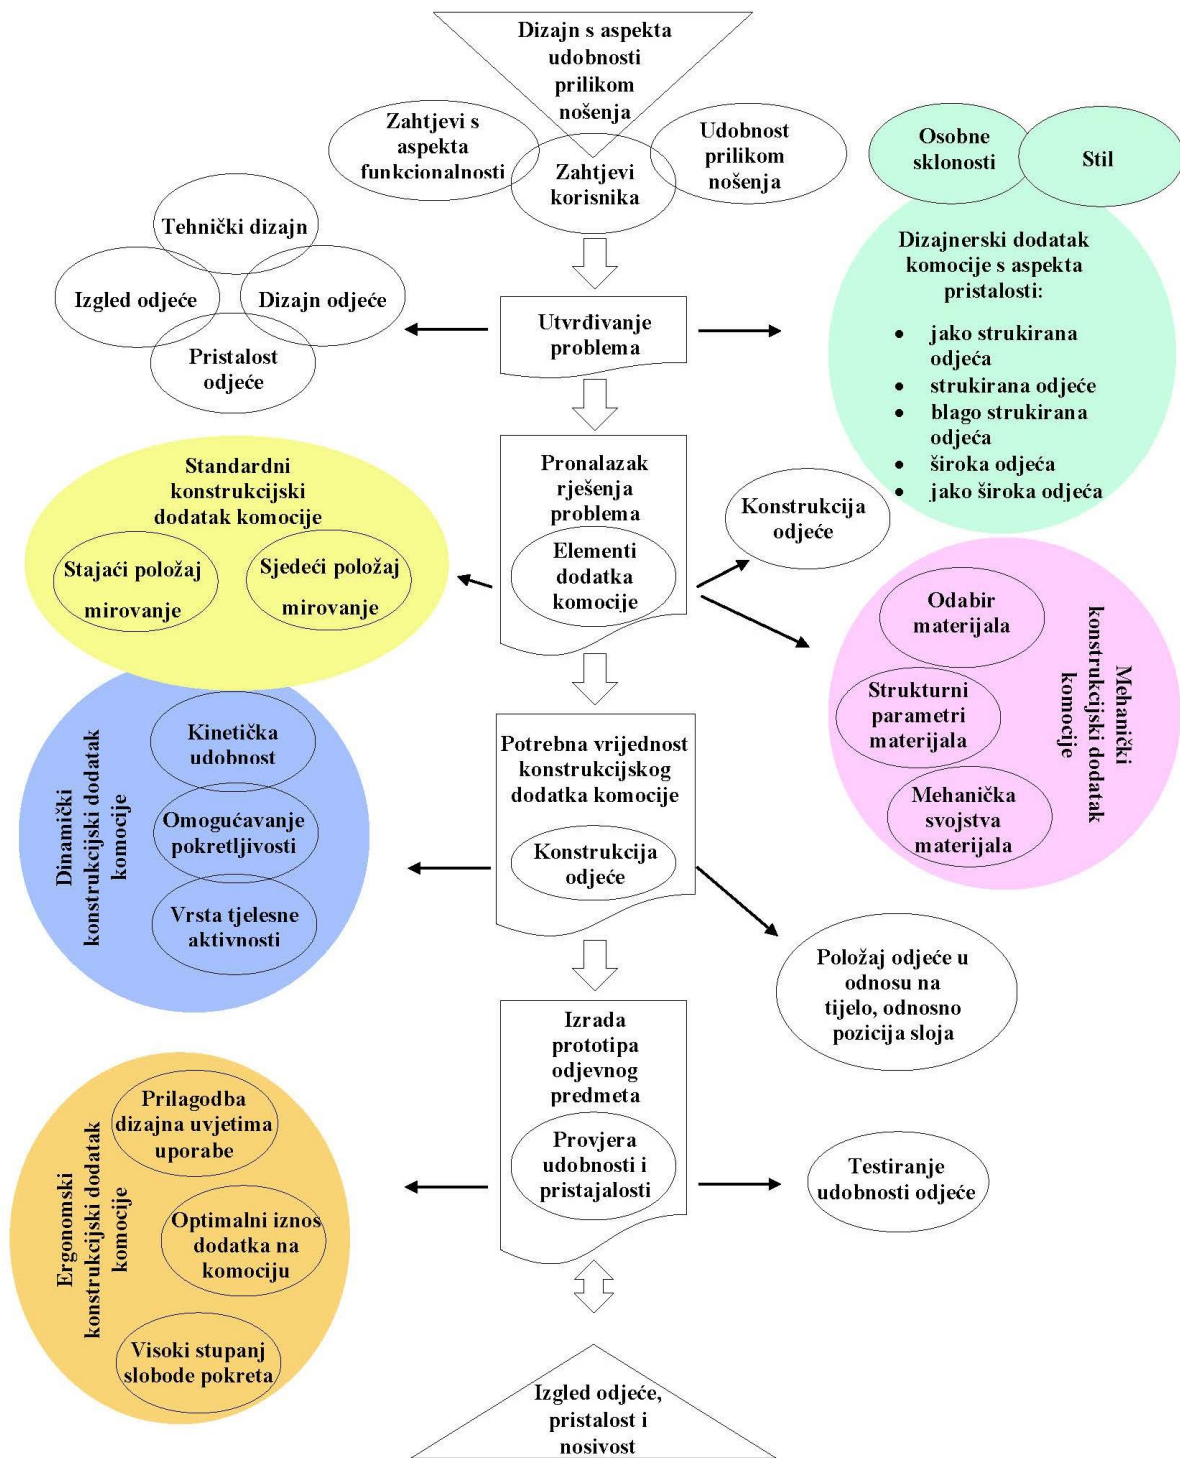 Dizajn s aspekta
udobnosti
prilikom
nošenja
Zahtjevi s
aspekta
funkcionalnosti
Zahtjevi
korisnika
Udobnost
prilikom
nošenja
Osobne
sklonosti
Stil
Tehnički dizajn
Izgled odjeće
Dizajn odjeće
Pristalost
odjeće
Utvrđivanje
problema
Dizajnerski dodatak
komocije s aspekta
pristalosti:
• jako strukirana
odjeća
• strukirana odjeće
• blago strukirana
odjeća
• široka odjeća
• jako široka odjeća
Standardni
konstrukcijski
dodatak komocije
Stajaći položaj
mirovanje
Sjedeći položaj
mirovanje
Pronalazak
rješenja
problema
Elementi
dodatka
komocije
Konstrukcija
odjeće
Odabir
materijala
Strukturni
parametri
materijala
Mehanička
svojstva
materijala
Mehanički
konstrukcijski dodatak
komocije
Dinamički
konstrukcijski dodatak
komocije
Kinetička
udobnost
Omogućavanje
pokretljivosti
Vrsta tjelesne
aktivnosti
Potrebna vrijednost
konstrukcijskog
dodatka komocije
Konstrukcija
odjeće
Položaj odjeće u
odnosu na
tijelo, odnosno
pozicija sloja
Izrada
prototipa
odjevnog
predmeta
Provjera
udobnosti i
pristajalosti
Testiranje
udobnosti odjeće
Ergonomski
konstrukcijski dodatak
komocije
Prilagodba
dizajna uvjetima
uporabe
Optimalni iznos
dodatka na
komociju
Visoki stupanj
slobode pokreta
Izgled odjeće,
pristalost i
nosivost